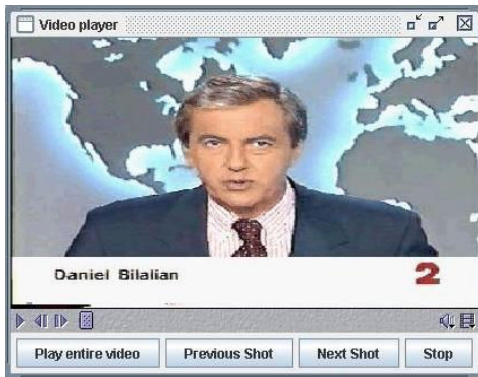 Video player
Daniel Bilalian
2
Play entire video Previous Shot Next Shot Stop